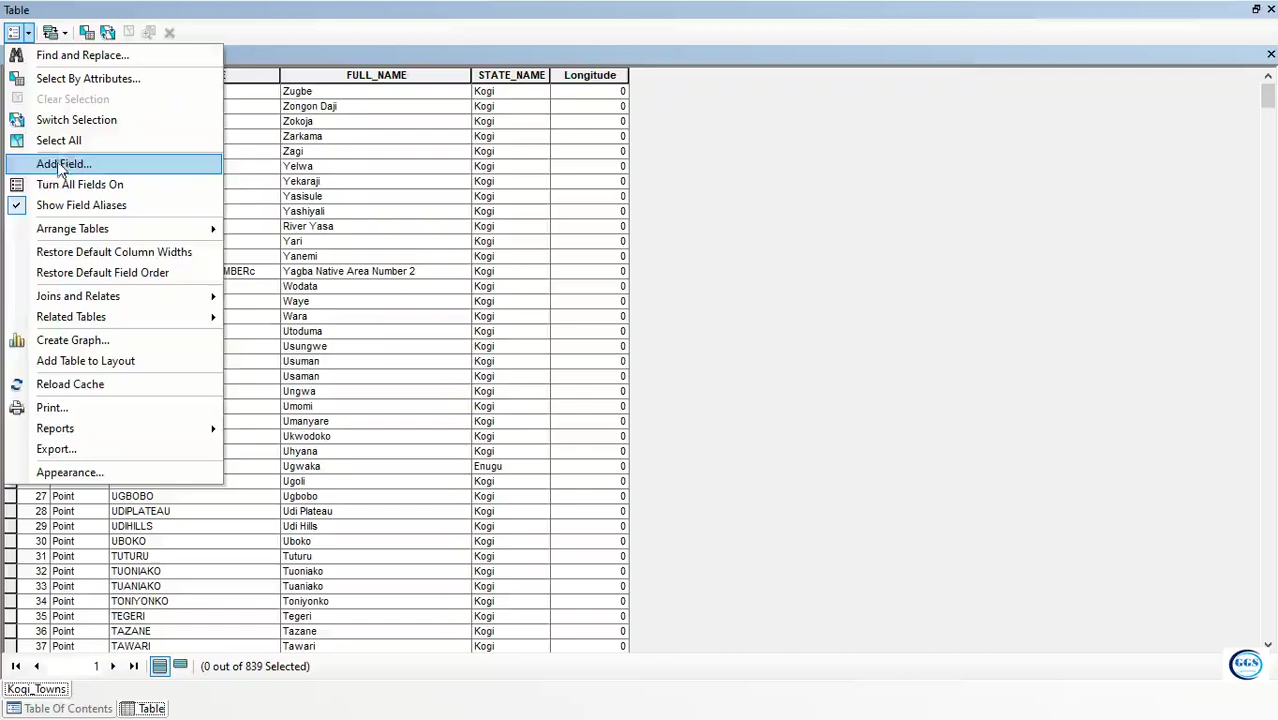 Table
Find and Replace...
Select By Attributes...
Clear Selection
Switch Selection
Select All
Add Field...
Turn All Fields On
Show Field Aliases
Arrange Tables
Restore Default Column Widths
Restore Default Field Order
Joins and Relates
Related Tables
Create Graph...
Add Table to Layout
Reload Cache
Print...
Reports
Export...
Appearance...
E FULL_NAME STATE_NAME Longitude
Zugbe Kogi 0
Zongon Daji Kogi 0
Zokoja Kogi 0
Zarkama Kogi 0
Zagi Kogi 0
Yelwa Kogi 0
Yekaraji Kogi 0
Yasisule Kogi 0
Yashiyali Kogi 0
River Yasa Kogi 0
Yari Kogi 0
Yanemi Kogi 0
MBERc Yagba Native Area Number 2 Kogi 0
Wodata Kogi 0
Waye Kogi 0
Wara Kogi 0
Utoduma Kogi 0
Usungwe Kogi 0
Usuman Kogi 0
Usaman Kogi 0
Ungwa Kogi 0
Umomi Kogi 0
Umanyare Kogi 0
Ukwodoko Kogi 0
Uhyana Kogi 0
Ugwaka Enugu 0
Ugoli Kogi 0
27 Point UGBOBO Ugbobo Kogi 0
28 Point UDIPLATEAU Udi Plateau Kogi 0
29 Point UDIHILLS Udi Hills Kogi 0
30 Point UBOKO Uboko Kogi 0
31 Point TUTURU Tuturu Kogi 0
32 Point TUONIAKO Tuoniako Kogi 0
33 Point TUANIAKO Tuaniako Kogi 0
34 Point TONIYONKO Toniyonko Kogi 0
35 Point TEGERI Tegeri Kogi 0
36 Point TAZANE Tazane Kogi 0
37 Point TAWARI Tawari Kogi 0
1 (0 out of 839 Selected)
GGS
Kogi_Towns
Table Of Contents Table